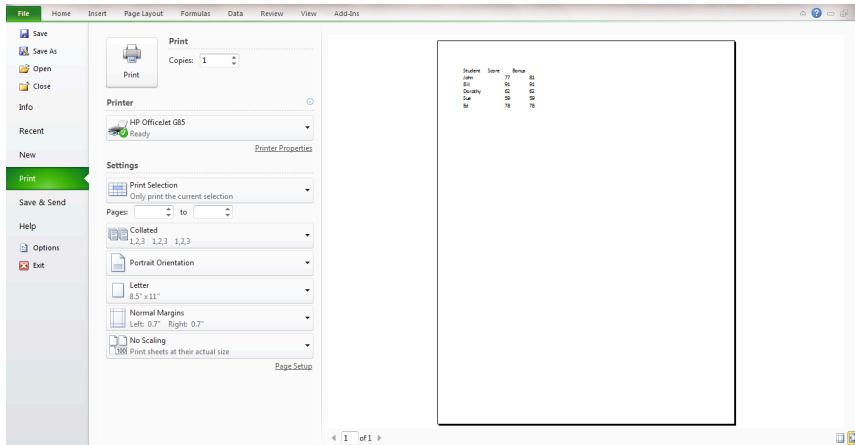 File Home Insert Page Layout Formulas Data Review View Add-Ins
Save
Save As
Open
Close
Info
Recent
New
Print
Save & Send
Help
Options
Exit
Print
Print
Copies: 1
Printer
HP OfficeJet G85
Ready
Printer Properties
Settings
Print Selection
Only print the current selection
Pages: to
Collated
1,2,3 1,2,3 1,2,3
Portrait Orientation
Letter
8.5" x 11"
Normal Margins
Left: 0.7" Right: 0.7"
No Scaling
100 Print sheets at their actual size
Page Setup
Student Score Bonus
John 77 81
Bill 91 91
Dorothy 62 62
Sue 59 59
Ed 78 78
1 of 1